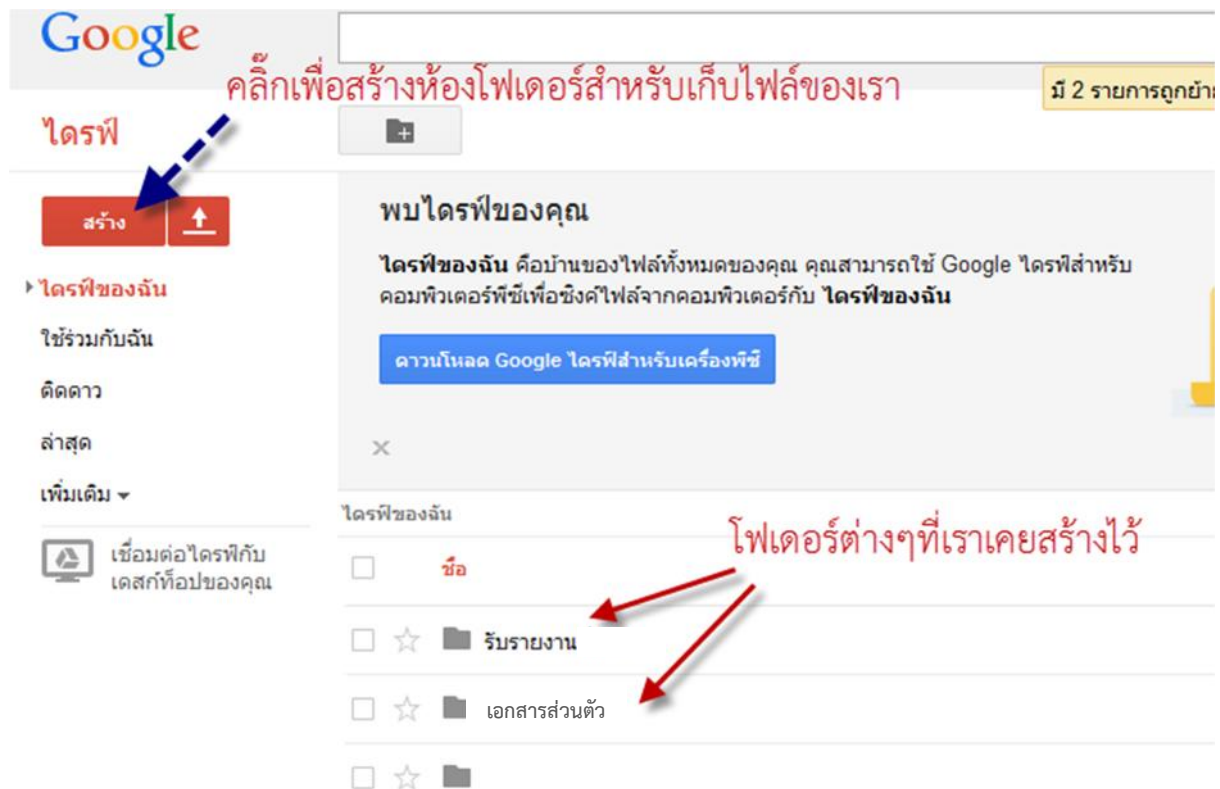 Google
คลิ๊กเพื่อสร้างห้องโฟเดอร์สำหรับเก็บไฟล์ของเรา
มี 2 รายการถูกย้า
ไดรฟ์
สร้าง
พบไดรฟ์ของคุณ
ไดรฟ์ของฉัน คือบ้านของไฟล์ทั้งหมดของคุณ คุณสามารถใช้ Google ไดรฟ์สำหรับ
คอมพิวเตอร์พีซีเพื่อซิงค์ไฟล์จากคอมพิวเตอร์กับ ไดรฟ์ของฉัน
ดาวนโหลด Google ไดรฟ์สำหรับเครื่องพีซี
ไดรฟ์ของฉัน
ใช้ร่วมกับฉัน
ติดดาว
ล่าสุด
เพิ่มเติม
เชื่อมต่อไดรฟ์กับ
เดสก์ท็อปของคุณ
ไดรฟ์ของฉัน
โฟเดอร์ต่างๆที่เราเคยสร้างไว้
ชื่อ
รับรายงาน
เอกสารส่วนตัว